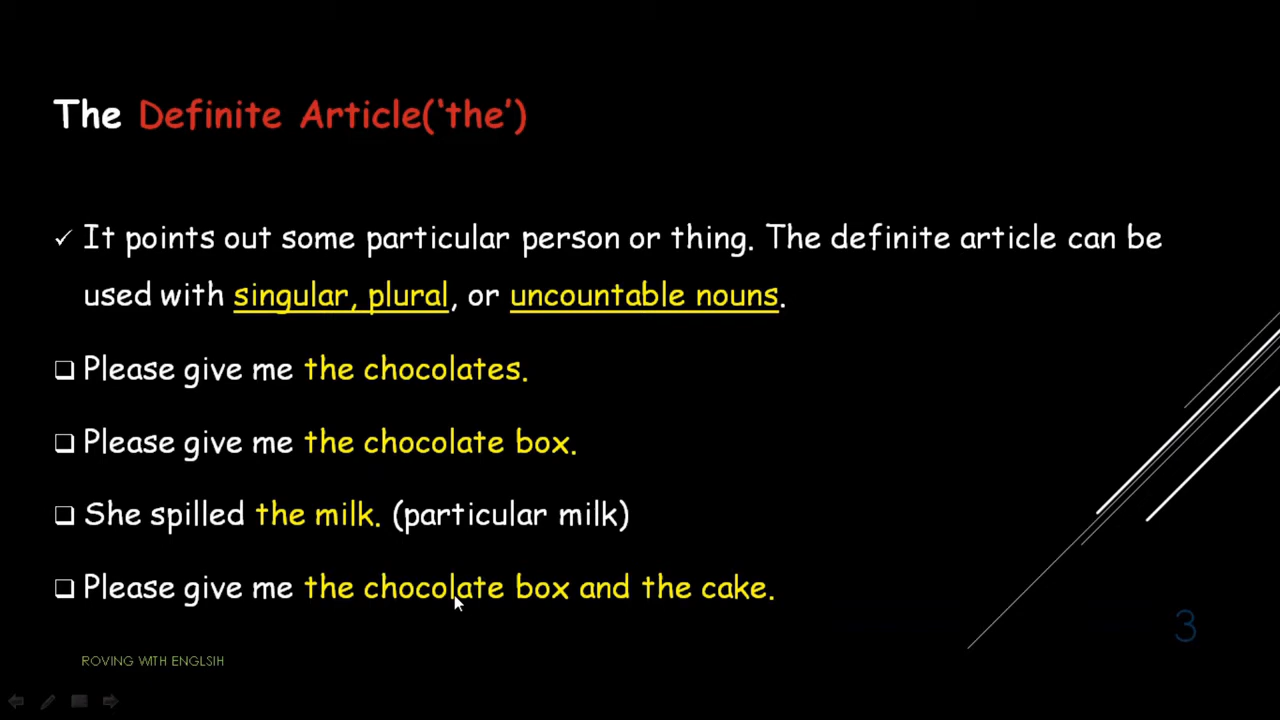 The Definite Article(‘the’)
It points out some particular person or thing. The definite article can be
used with singular, plural, or uncountable nouns.
Please give me the chocolates.
Please give me the chocolate box.
She spilled the milk. (particular milk)
Please give me the chocolate box and the cake.
3
ROVING WITH ENGLSIH